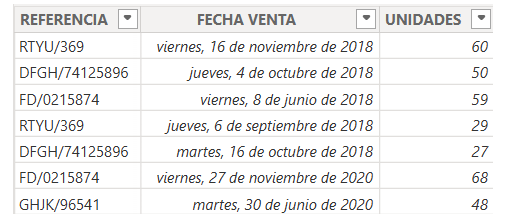 REFERENCIA FECHA VENTA UNIDADES
RTYU/369 viernes, 16 de noviembre de 2018 60
DFGH/74125896 jueves, 4 de octubre de 2018 50
FD/0215874 viernes, 8 de junio de 2018 59
RTYU/369 jueves, 6 de septiembre de 2018 29
DFGH/74125896 martes, 16 de octubre de 2018 27
FD/0215874 viernes, 27 de noviembre de 2020 68
GHJK/96541 martes, 30 de junio de 2020 48